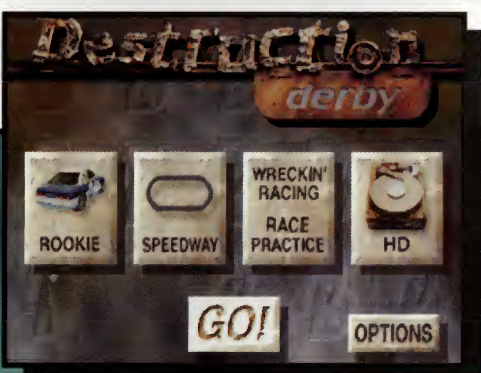 Destruction
derby
ROOKIE
SPEEDWAY
WRECKIN'
RACING
RACE
PRACTICE
HD
GO!
OPTIONS